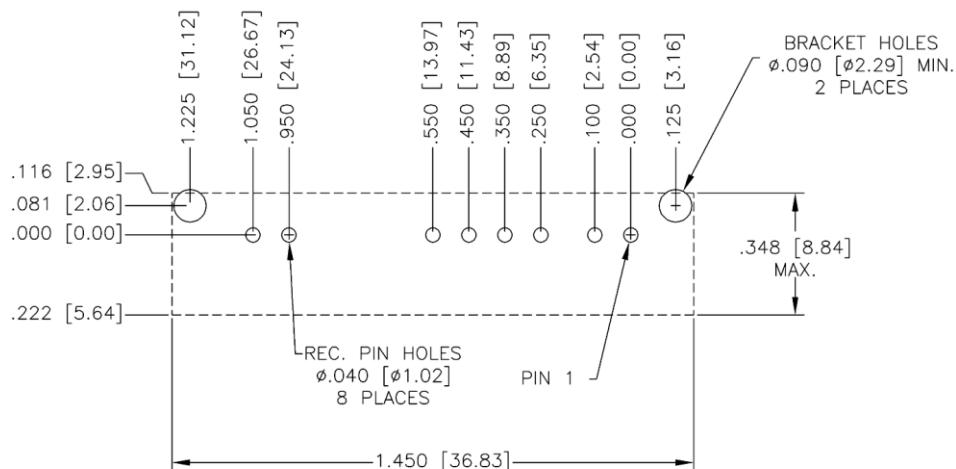 1.225 [31.12]
1.050 [26.67]
.950 [24.13]
.550 [13.97]
.450 [11.43]
.350 [8.89]
.250 [6.35]
.100 [2.54]
.000 [0.00]
.125 [3.16]
BRACKET HOLES
ø.090 [ø2.29] MIN.
2 PLACES
.116 [2.95]
.081 [2.06]
.000 [0.00]
.222 [5.64]
.348 [8.84]
MAX.
REC. PIN HOLES
ø.040 [ø1.02]
8 PLACES
PIN 1
1.450 [36.83]